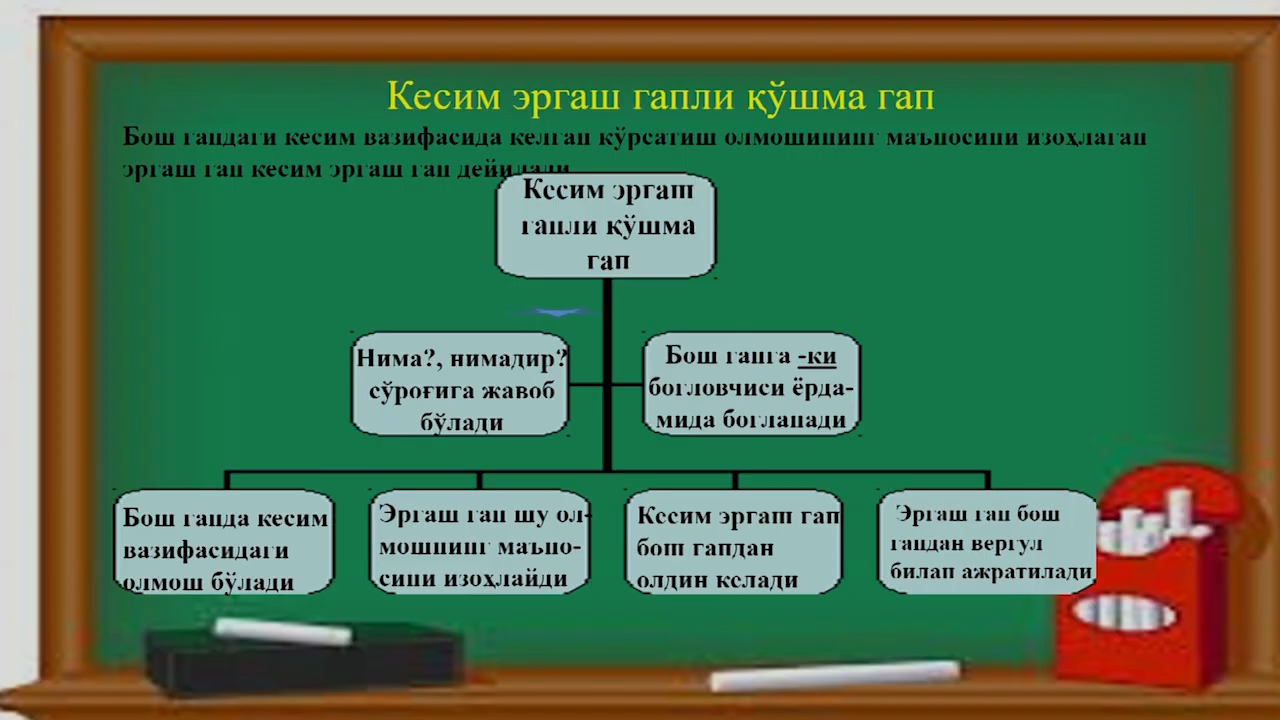 Кесим эргаш гапли қўшма гап
Бош гапдаги кесим вазифасида келган кўрсатиш олмошининг маъносини изоҳлаган
эргаш гап кесим эргаш гап дейилади
Кесим эргаш
гапли қўшма
гап
Нима?, нимадир?
сўроғига жавоб
бўлади
Бош гапга -ки
боғловчиси ёрда-
мида боғланади
Бош гапда кесим
вазифасидаги
олмош бўлади
Эргаш гап шу ол-
мошнинг маъно-
сини изоҳлайди
Кесим эргаш гап
бош гапдан
олдин келади
Эргаш гап бош
гапдан вергул
билан ажратилади